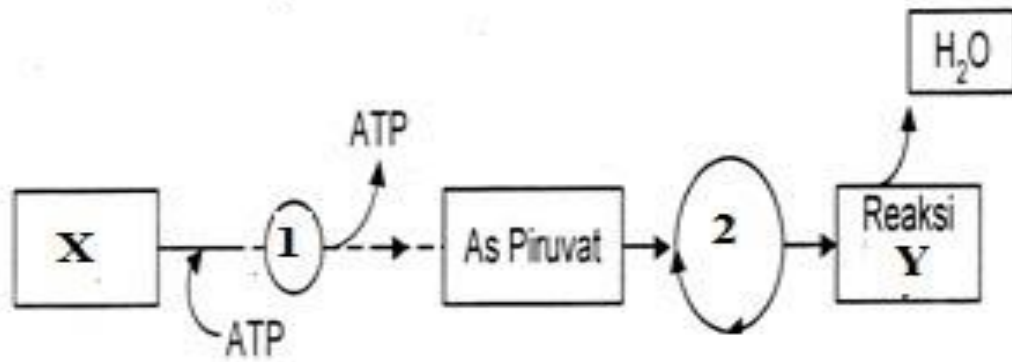 H₂O
ATP
X
1
As Piruvat
2
Reaksi
Y
ATP